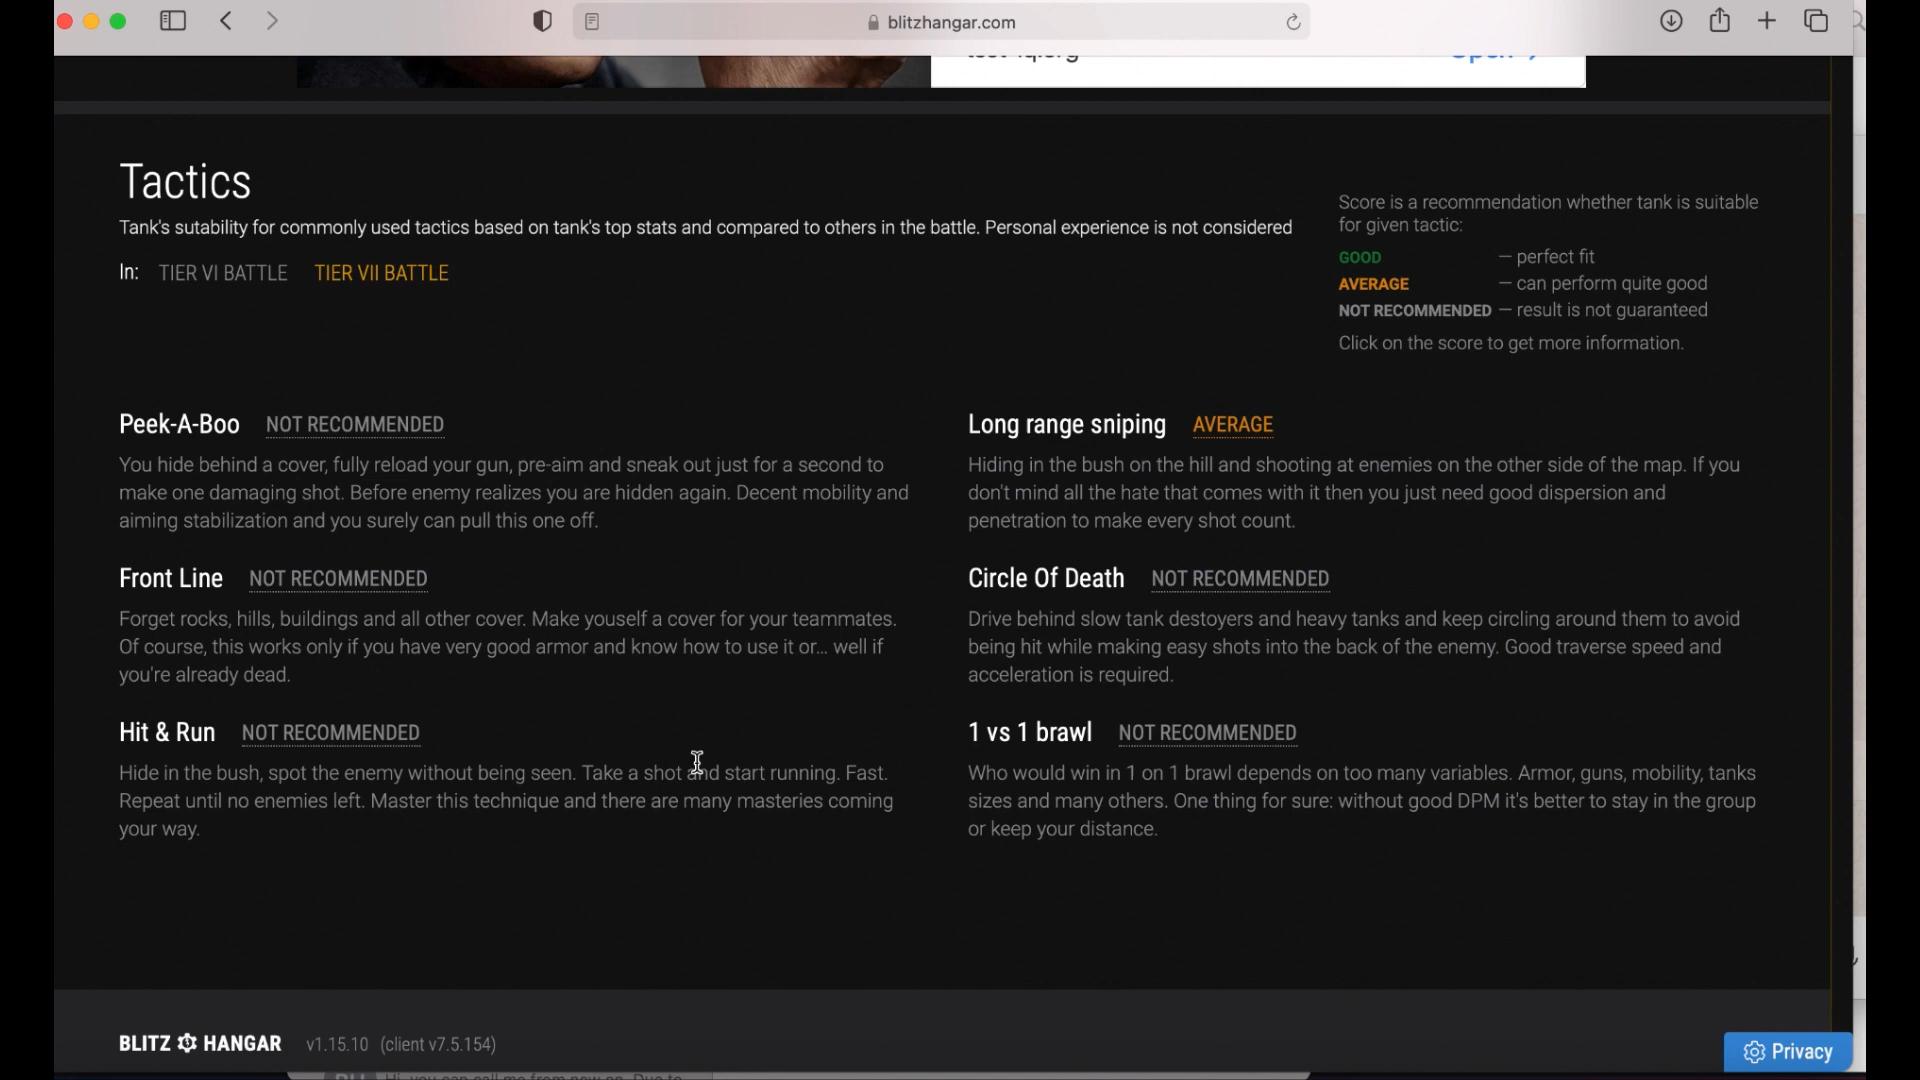 blitzhangar.com
Tactics
Tank's sutability for commonly used tactics based on tank's top stats and compared to others in the battle. Personal experience is not considered
In: TIER VI BATTLE TIER VII BATTLE
Score is a recommendation whether tank is suitable
for given tactic:
GOOD — perfect fit
AVERAGE — can perform quite good
NOT RECOMMENDED — result is not guaranteed
Click on the score to get more information.
Peek-A-Boo NOT RECOMMENDED
You hide behind a cover, fully reload your gun, pre-aim and sneak out just for a second to
make one damaging shot. Before enemy realizes you are hidden again. Decent mobility and
aiming stabilization and you surely can pull this one off.
Long range sniping AVERAGE
Hiding in the bush on the hill and shooting at enemies on the other side of the map. If you
don't mind all the hate that comes with it then you just need good dispersion and
penetration to make every shot count.
Front Line NOT RECOMMENDED
Forget rocks, hills, buildings and all other cover. Make youself a cover for your teammates.
Of course, this works only if you have very good armor and know how to use it or... well if
you're already dead.
Circle Of Death NOT RECOMMENDED
Drive behind slow tank destoyers and heavy tanks and keep circling around them to avoid
being hit while making easy shots into the back of the enemy. Good traverse speed and
acceleration is required.
Hit & Run NOT RECOMMENDED
Hide in the bush, spot the enemy without being seen. Take a shot and start running. Fast.
Repeat until no enemies left. Master this technique and there are many masteries coming
your way.
1 vs 1 brawl NOT RECOMMENDED
Who would win in 1 on 1 brawl depends on too many variables. Armor, guns, mobility, tanks
sizes and many others. One thing for sure: without good DPM it's better to stay in the group
or keep your distance.
BLITZ HANGAR v1.15.10 (client v7.5.154)
Privacy